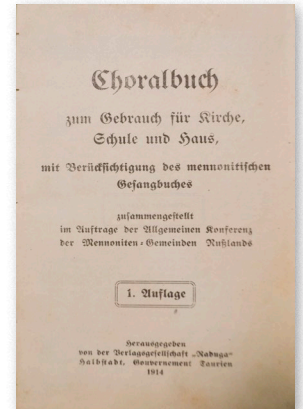 Choralbuch
zum Gebrauch für Kirche,
Schule und Haus,
mit Berücksichtigung des mennonitischen
Gesangbuches
zusammengestellt
im Auftrage der Allgemeinen Konferenz
der Mennoniten-Gemeinden Rußlands
1. Auflage
Herausgegeben
von der Verlagsgesellschaft „Raduga“
Halbstadt, Gouvernement Taurien
1914